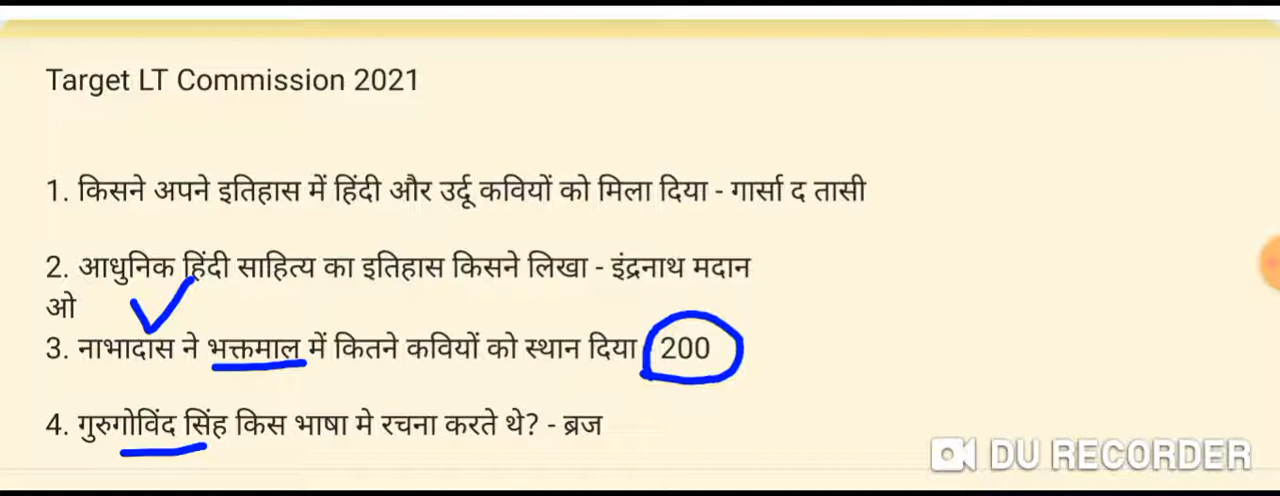 Target LT Commission 2021
1. किसने अपने इतिहास में हिंदी और उर्दू कवियों को मिला दिया - गार्सा द तासी
2. आधुनिक हिंदी साहित्य का इतिहास किसने लिखा - इंद्रनाथ मदान
ओ
3. नाभादास ने भक्तमाल में कितने कवियों को स्थान दिया 200
4. गुरुगोविंद सिंह किस भाषा मे रचना करते थे? - ब्रज
DU RECORDER